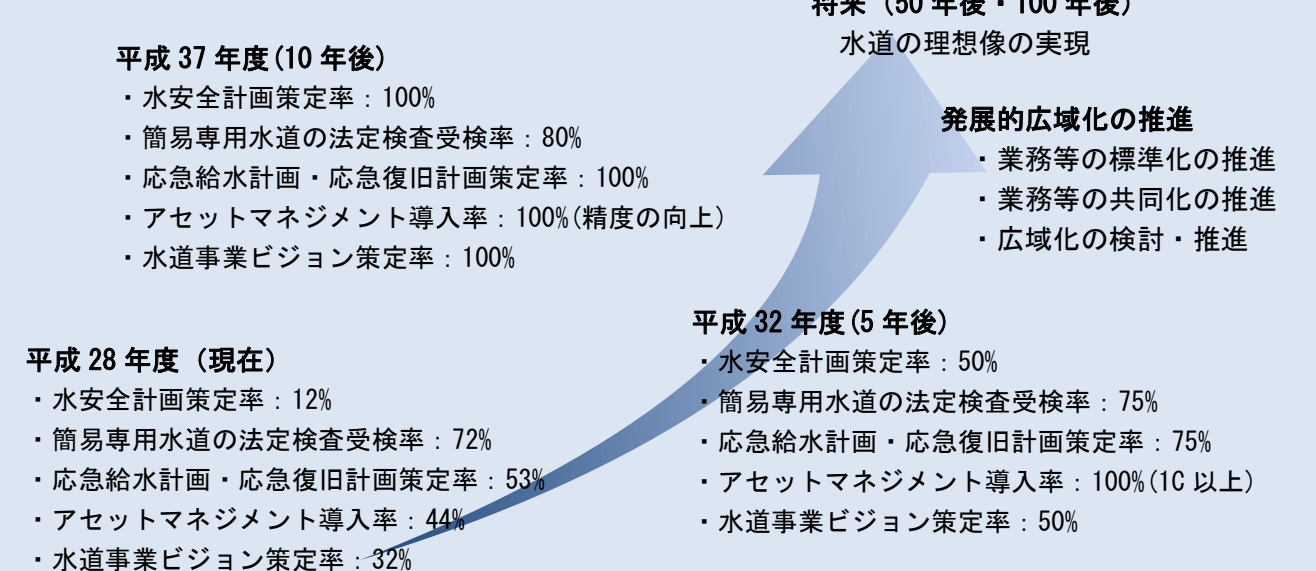 将来（50 年後・100 年後）
水道の理想像の実現
平成 37 年度(10 年後)
・水安全計画策定率：100%
・簡易専用水道の法定検査受検率：80%
・応急給水計画・応急復旧計画策定率：100%
・アセットマネジメント導入率：100%(精度の向上)
・水道事業ビジョン策定率：100%
発展的広域化の推進
・業務等の標準化の推進
・業務等の共同化の推進
・広域化の検討・推進
平成 28 年度（現在）
・水安全計画策定率：12%
・簡易専用水道の法定検査受検率：72%
・応急給水計画・応急復旧計画策定率：53%
・アセットマネジメント導入率：44%
・水道事業ビジョン策定率：32%
平成 32 年度(5 年後)
・水安全計画策定率：50%
・簡易専用水道の法定検査受検率：75%
・応急給水計画・応急復旧計画策定率：75%
・アセットマネジメント導入率：100%(1C 以上)
・水道事業ビジョン策定率：50%